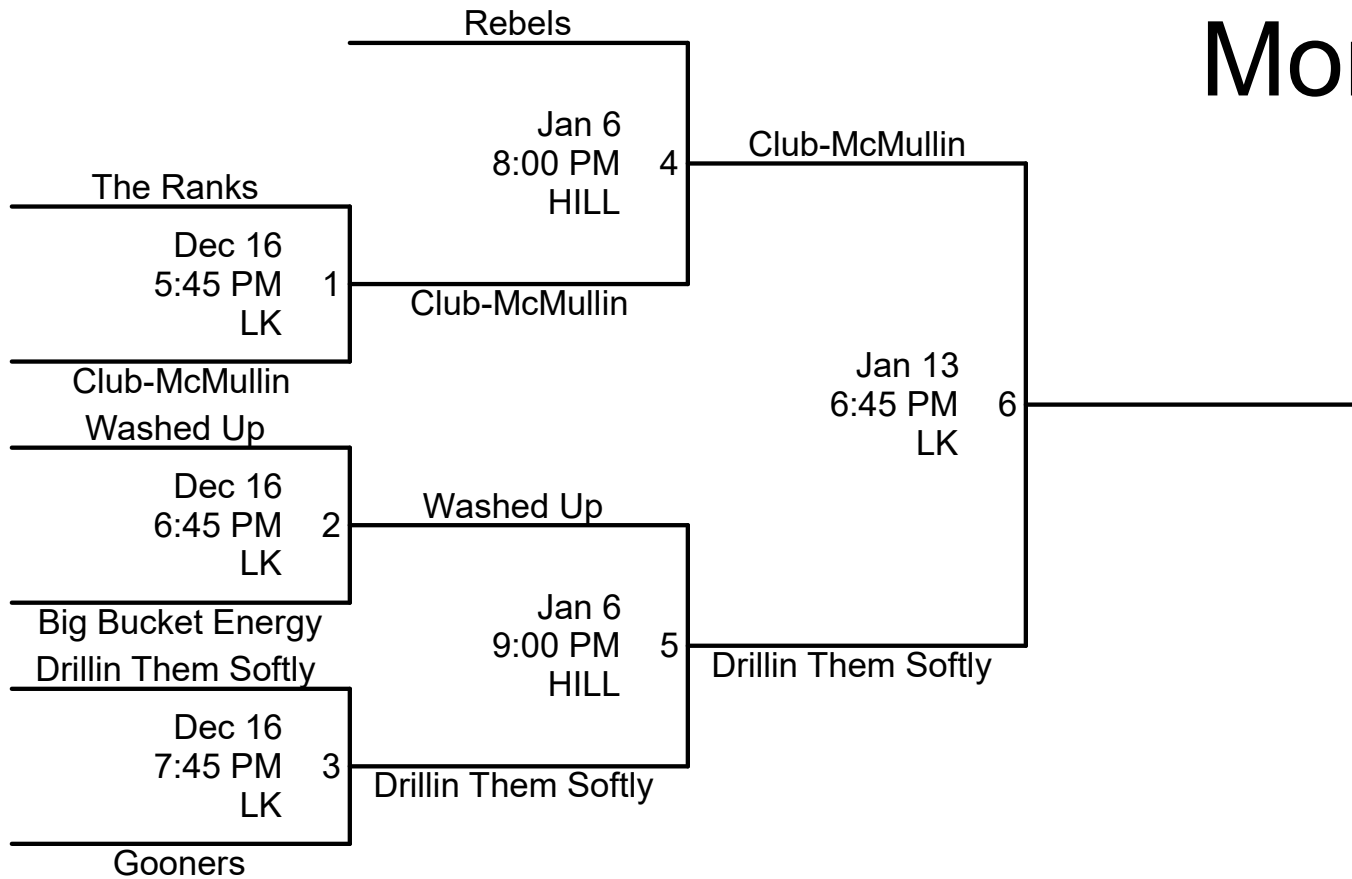 Rebels
Mor
Jan 6
8:00 PM
4
HILL
Club-McMullin
The Ranks
Dec 16
5:45 PM
1
LK
Club-McMullin
Club-McMullin
Jan 13
6:45 PM
6
LK
Washed Up
Dec 16
6:45 PM
2
LK
Washed Up
Big Bucket Energy
Jan 6
9:00 PM
5
HILL
Drillin Them Softly
Drillin Them Softly
Dec 16
7:45 PM
3
LK
Drillin Them Softly
Gooners